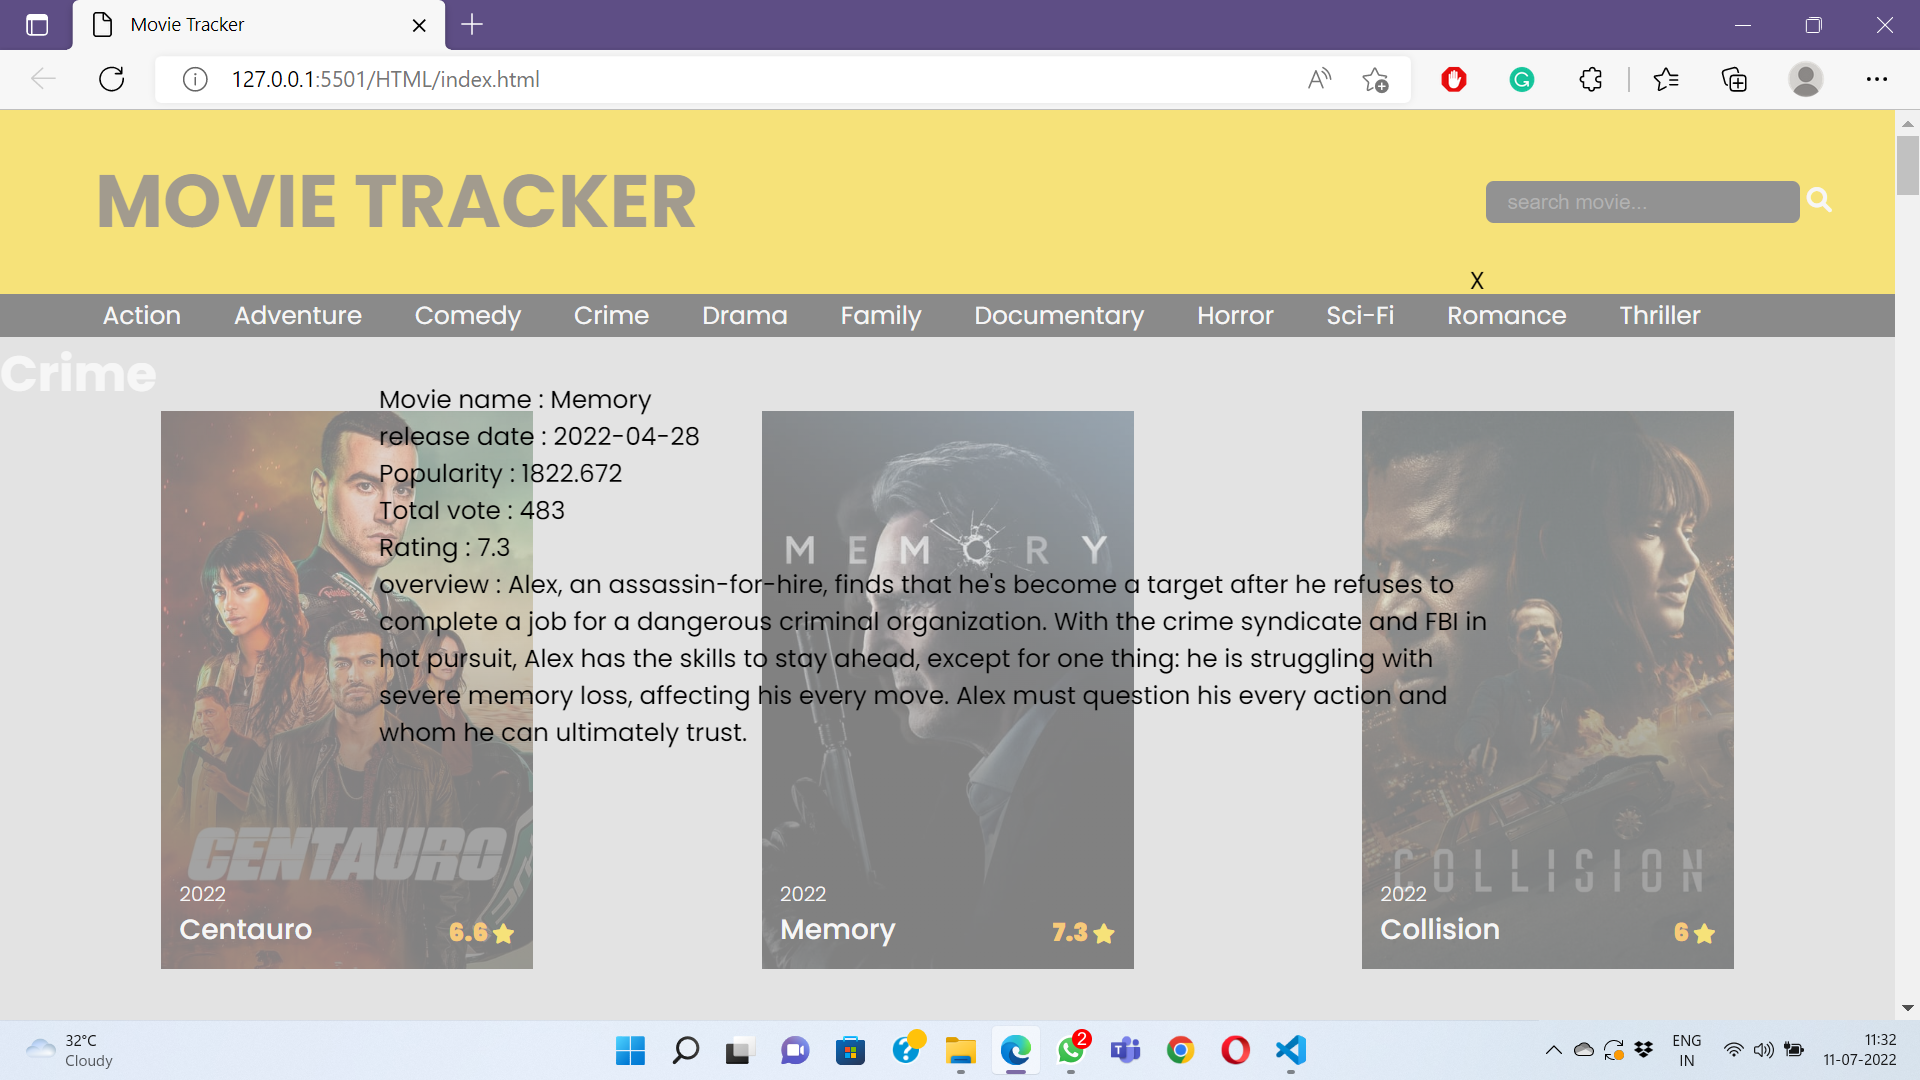 Movie Tracker
127.0.0.1:5501/HTML/index.html
MOVIE TRACKER
search movie...
X
Action Adventure Comedy Crime Drama Family Documentary Horror Sci-Fi Romance Thriller
Crime
Movie name : Memory
release date : 2022-04-28
Popularity : 1822.672
Total vote : 483
Rating : 7.3
overview : Alex, an assassin-for-hire, finds that he's become a target after he refuses to
complete a job for a dangerous criminal organization. With the crime syndicate and FBI in
hot pursuit, Alex has the skills to stay ahead, except for one thing: he is struggling with
severe memory loss, affecting his every move. Alex must question his every action and
whom he can ultimately trust.
MEMORY
CENTAURO
COLLISION
2022
Centauro 6.6
2022
Memory 7.3
2022
Collision 6
32°C
Cloudy
2
ENG
IN
11:32
11-07-2022